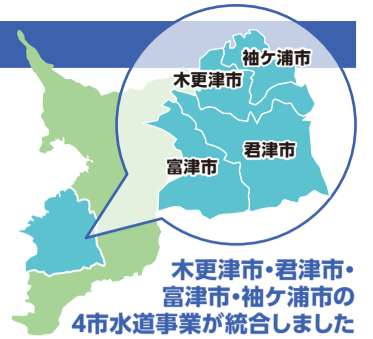 袖ケ浦市
木更津市
君津市
富津市
木更津市・君津市・
富津市・袖ケ浦市の
4市水道事業が統合しました